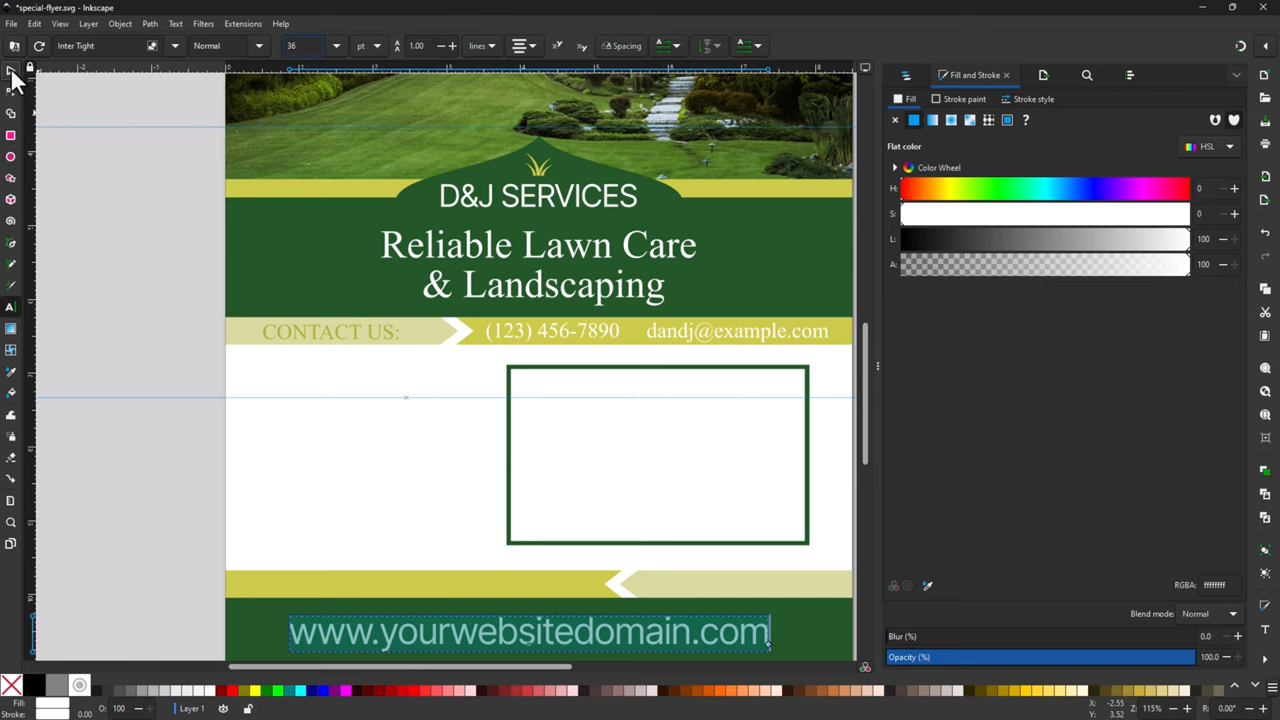 *special-flyer.svg - Inkscape
File Edit View Layer Object Path Text Filters Extensions Help
Inter Tight Normal 36 pt 1.00 lines Spacing
Fill and Stroke
Fill Stroke paint Stroke style
Flat color HSL
Color Wheel
H: 0
S: 0
L: 100
A: 100
D&J SERVICES
Reliable Lawn Care
& Landscaping
CONTACT US: (123) 456-7890 dandj@example.com
www.yourwebsitedomain.com
RGBA: ffffffff
Blend mode: Normal
Blur (%) 0.0
Opacity (%) 100.0
Fill:
Stroke: 0.00
O: 100
Layer 1
X: -2.55
Y: 3.52
Z: 115%
R: 0.00°